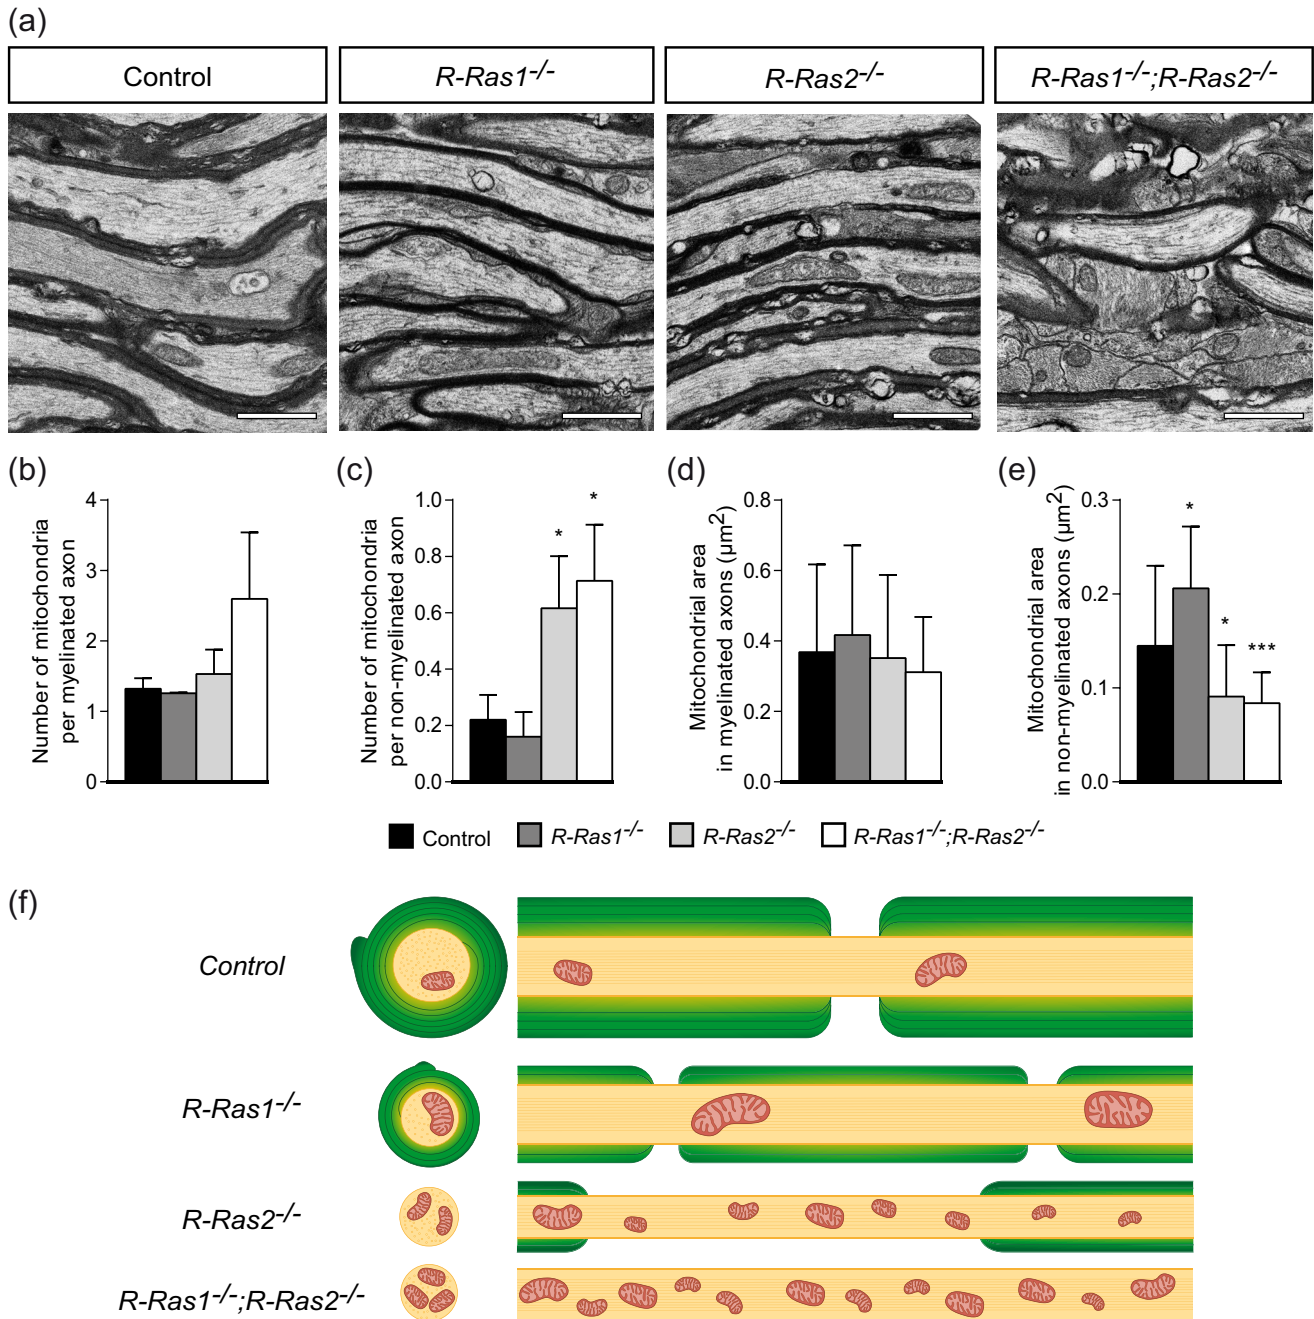 (a)
Control
R-Ras1⁻/⁻
R-Ras2⁻/⁻
R-Ras1⁻/⁻;R-Ras2⁻/⁻
(b)
Number of mitochondria
per myelinated axon
4
3
2
1
0
(c)
Number of mitochondria
per non-myelinated axon
1.0
0.8
0.6
0.4
0.2
0.0
*
*
(d)
Mitochondrial area
in myelinated axons (µm²)
0.8
0.6
0.4
0.2
0.0
(e)
Mitochondrial area
in non-myelinated axons (µm²)
0.3
0.2
0.1
0.0
*
*
***
Control
R-Ras1⁻/⁻
R-Ras2⁻/⁻
R-Ras1⁻/⁻;R-Ras2⁻/⁻
(f)
Control
R-Ras1⁻/⁻
R-Ras2⁻/⁻
R-Ras1⁻/⁻;R-Ras2⁻/⁻